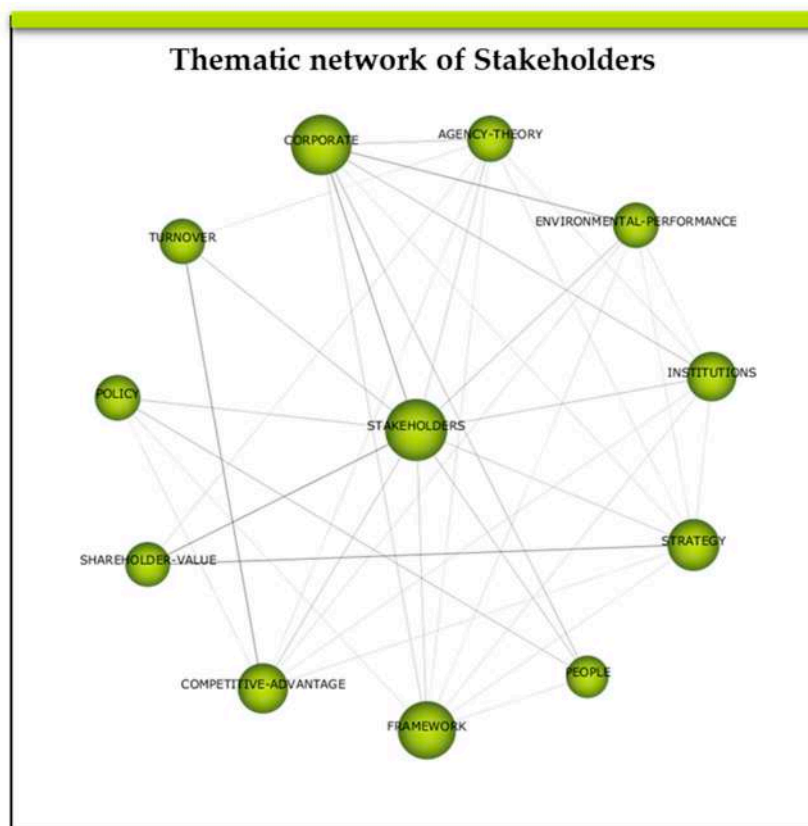 Thematic network of Stakeholders
CORPORATE
AGENCY-THEORY
ENVIRONMENTAL-PERFORMANCE
TURNOVER
INSTITUTIONS
POLICY
STAKEHOLDERS
STRATEGY
SHAREHOLDER-VALUE
PEOPLE
COMPETITIVE-ADVANTAGE
FRAMEWORK